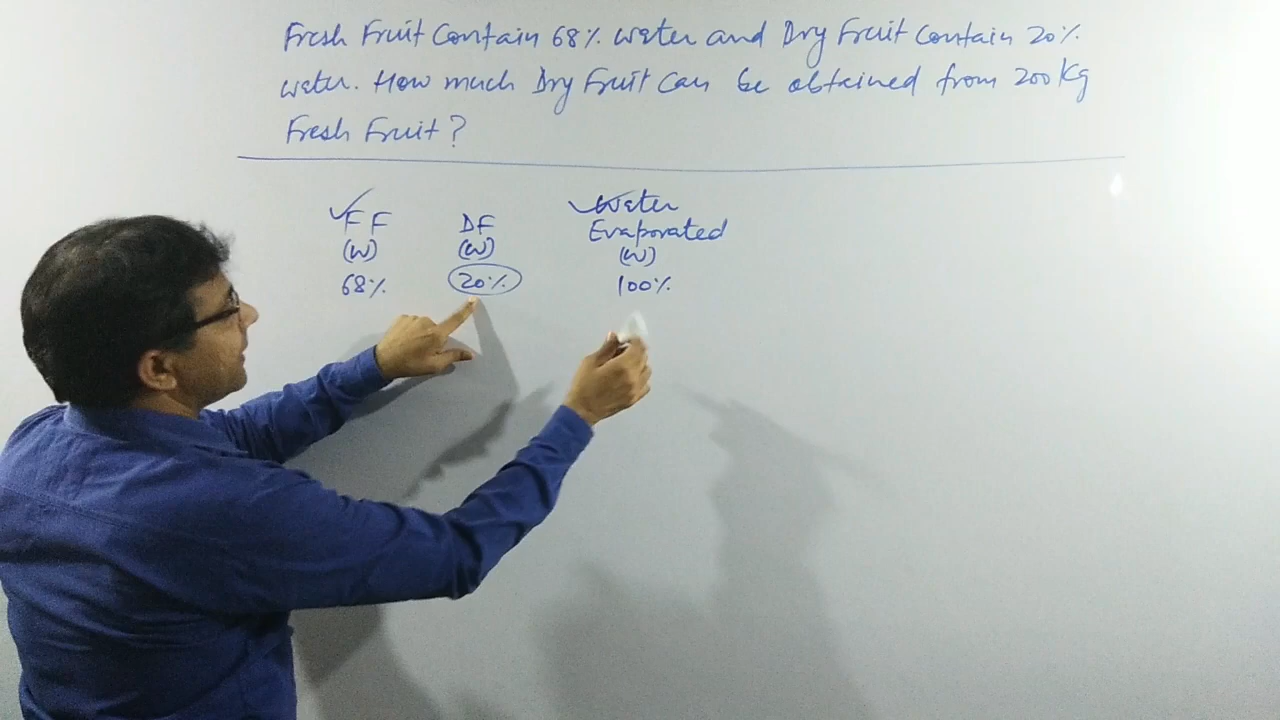 Fresh Fruit Contain 68% water and Dry Fruit contain 20%
water. How much Dry Fruit can be obtained from 200 Kg
Fresh Fruit?
FF DF Water
Evaporated
(W) (W) (W)
68% 20% 100%